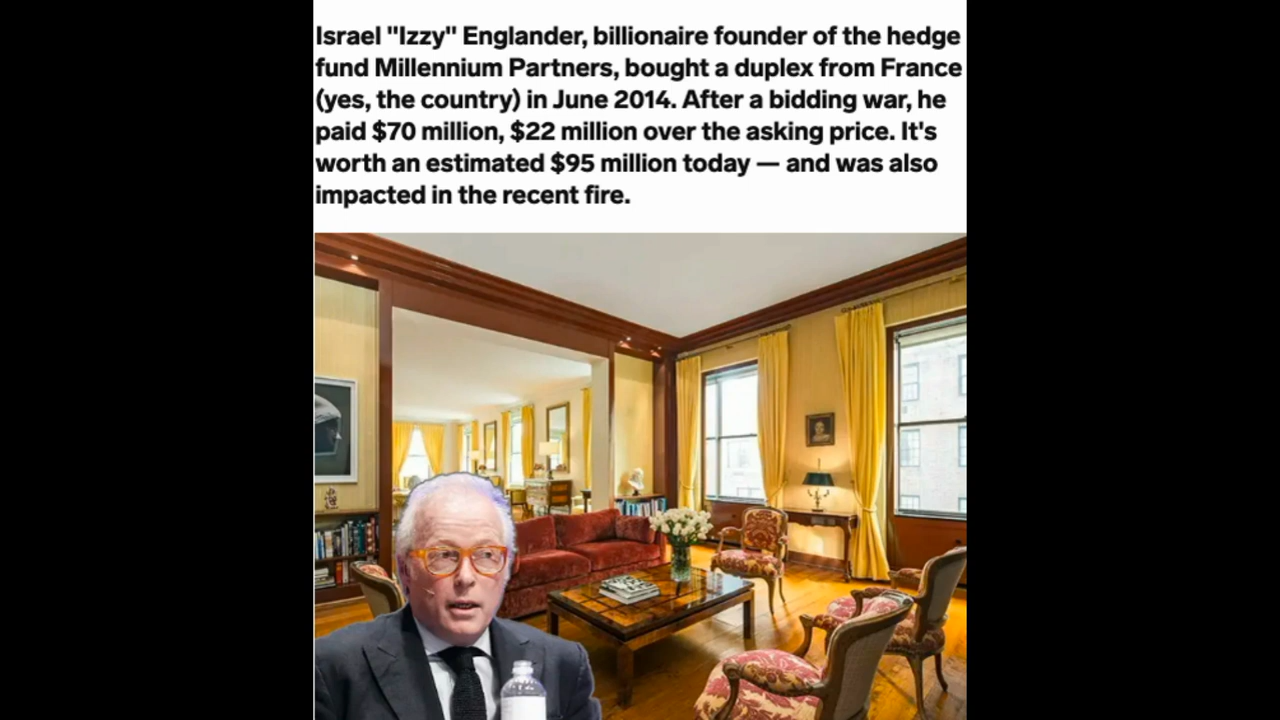 Israel "Izzy" Englander, billionaire founder of the hedge
fund Millennium Partners, bought a duplex from France
(yes, the country) in June 2014. After a bidding war, he
paid $70 million, $22 million over the asking price. It's
worth an estimated $95 million today — and was also
impacted in the recent fire.